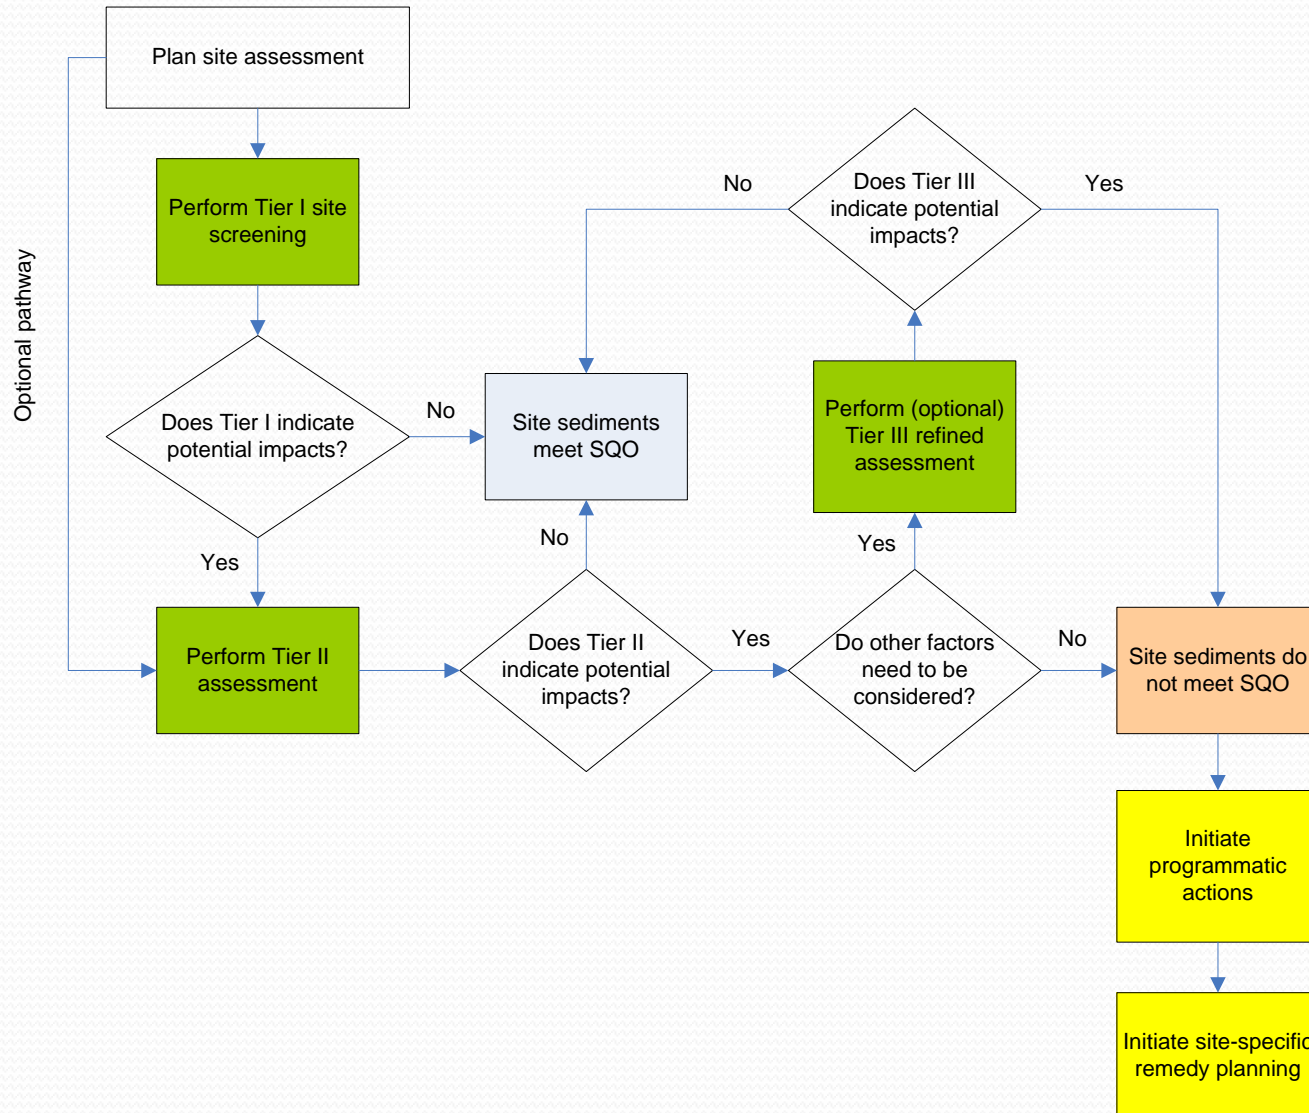 Plan site assessment
Optional pathway
Perform Tier I site
screening
Does Tier I indicate
potential impacts?
No
Yes
Site sediments
meet SQO
Perform Tier II
assessment
No
Does Tier II
indicate potential
impacts?
Yes
Do other factors
need to be
considered?
Yes
No
Perform (optional)
Tier III refined
assessment
Does Tier III
indicate potential
impacts?
No
Yes
Site sediments do
not meet SQO
Initiate
programmatic
actions
Initiate site-specific
remedy planning